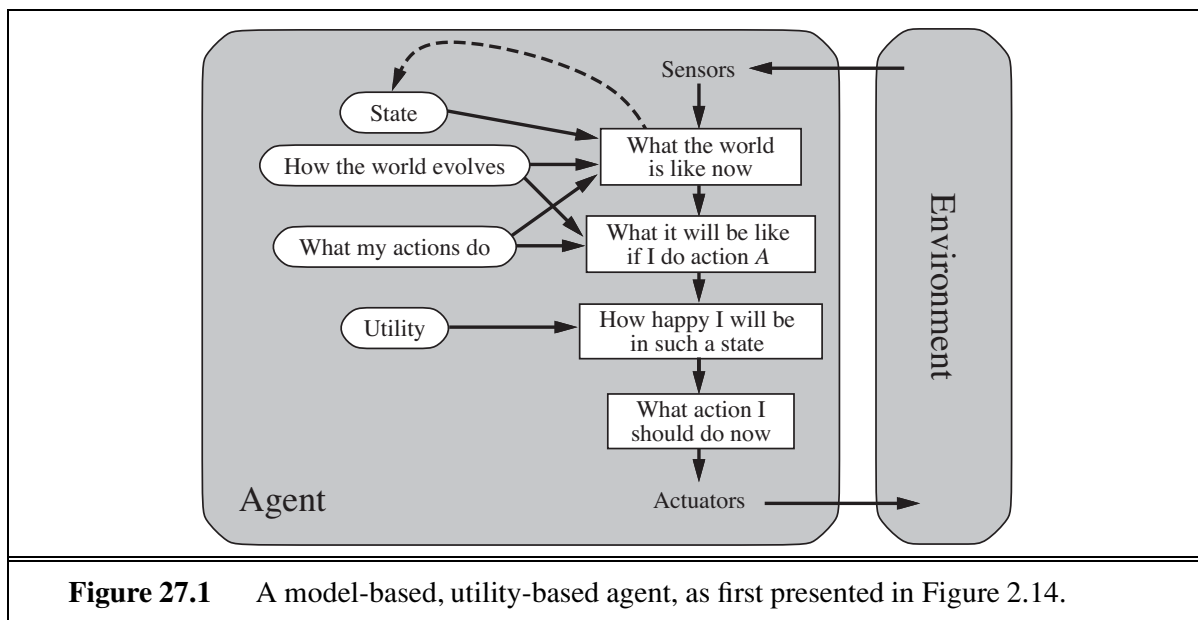 Sensors
State
What the world
is like now
How the world evolves
What my actions do
What it will be like
if I do action A
Utility
How happy I will be
in such a state
What action I
should do now
Agent
Actuators
Environment
Figure 27.1 A model-based, utility-based agent, as first presented in Figure 2.14.